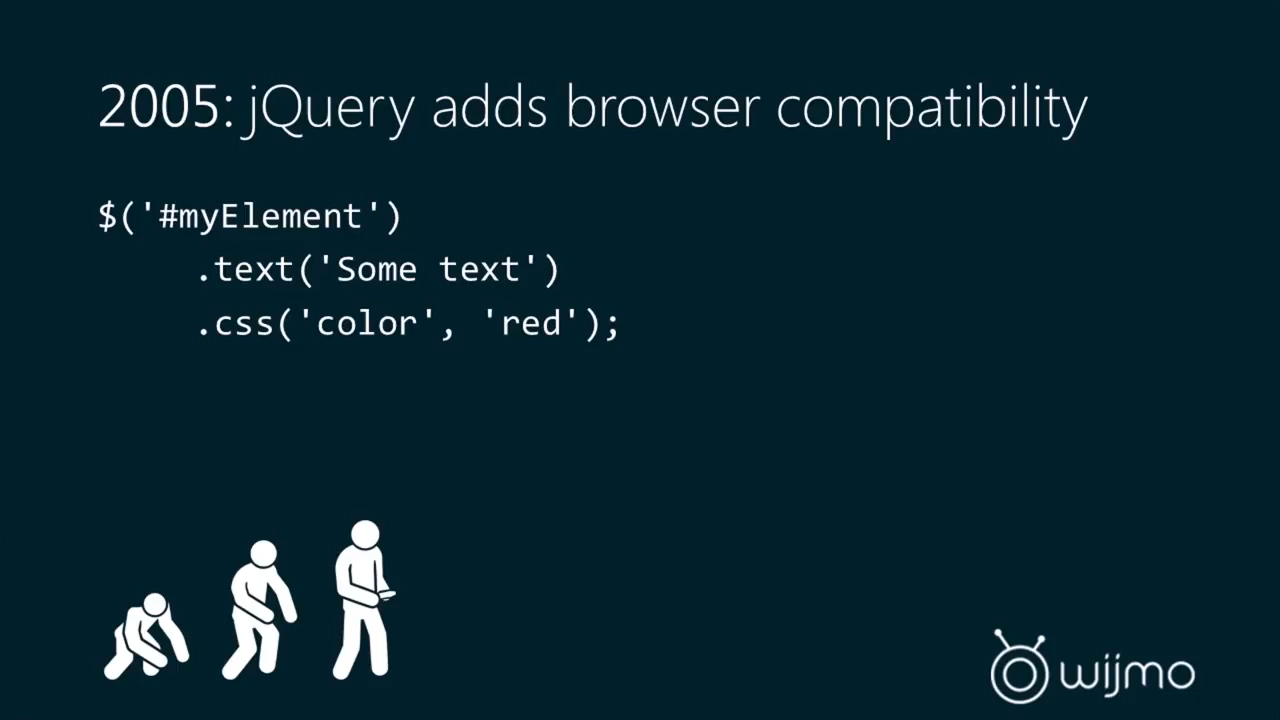 2005: jQuery adds browser compatibility
$('#myElement')
.text('Some text')
.css('color', 'red');
wijmo